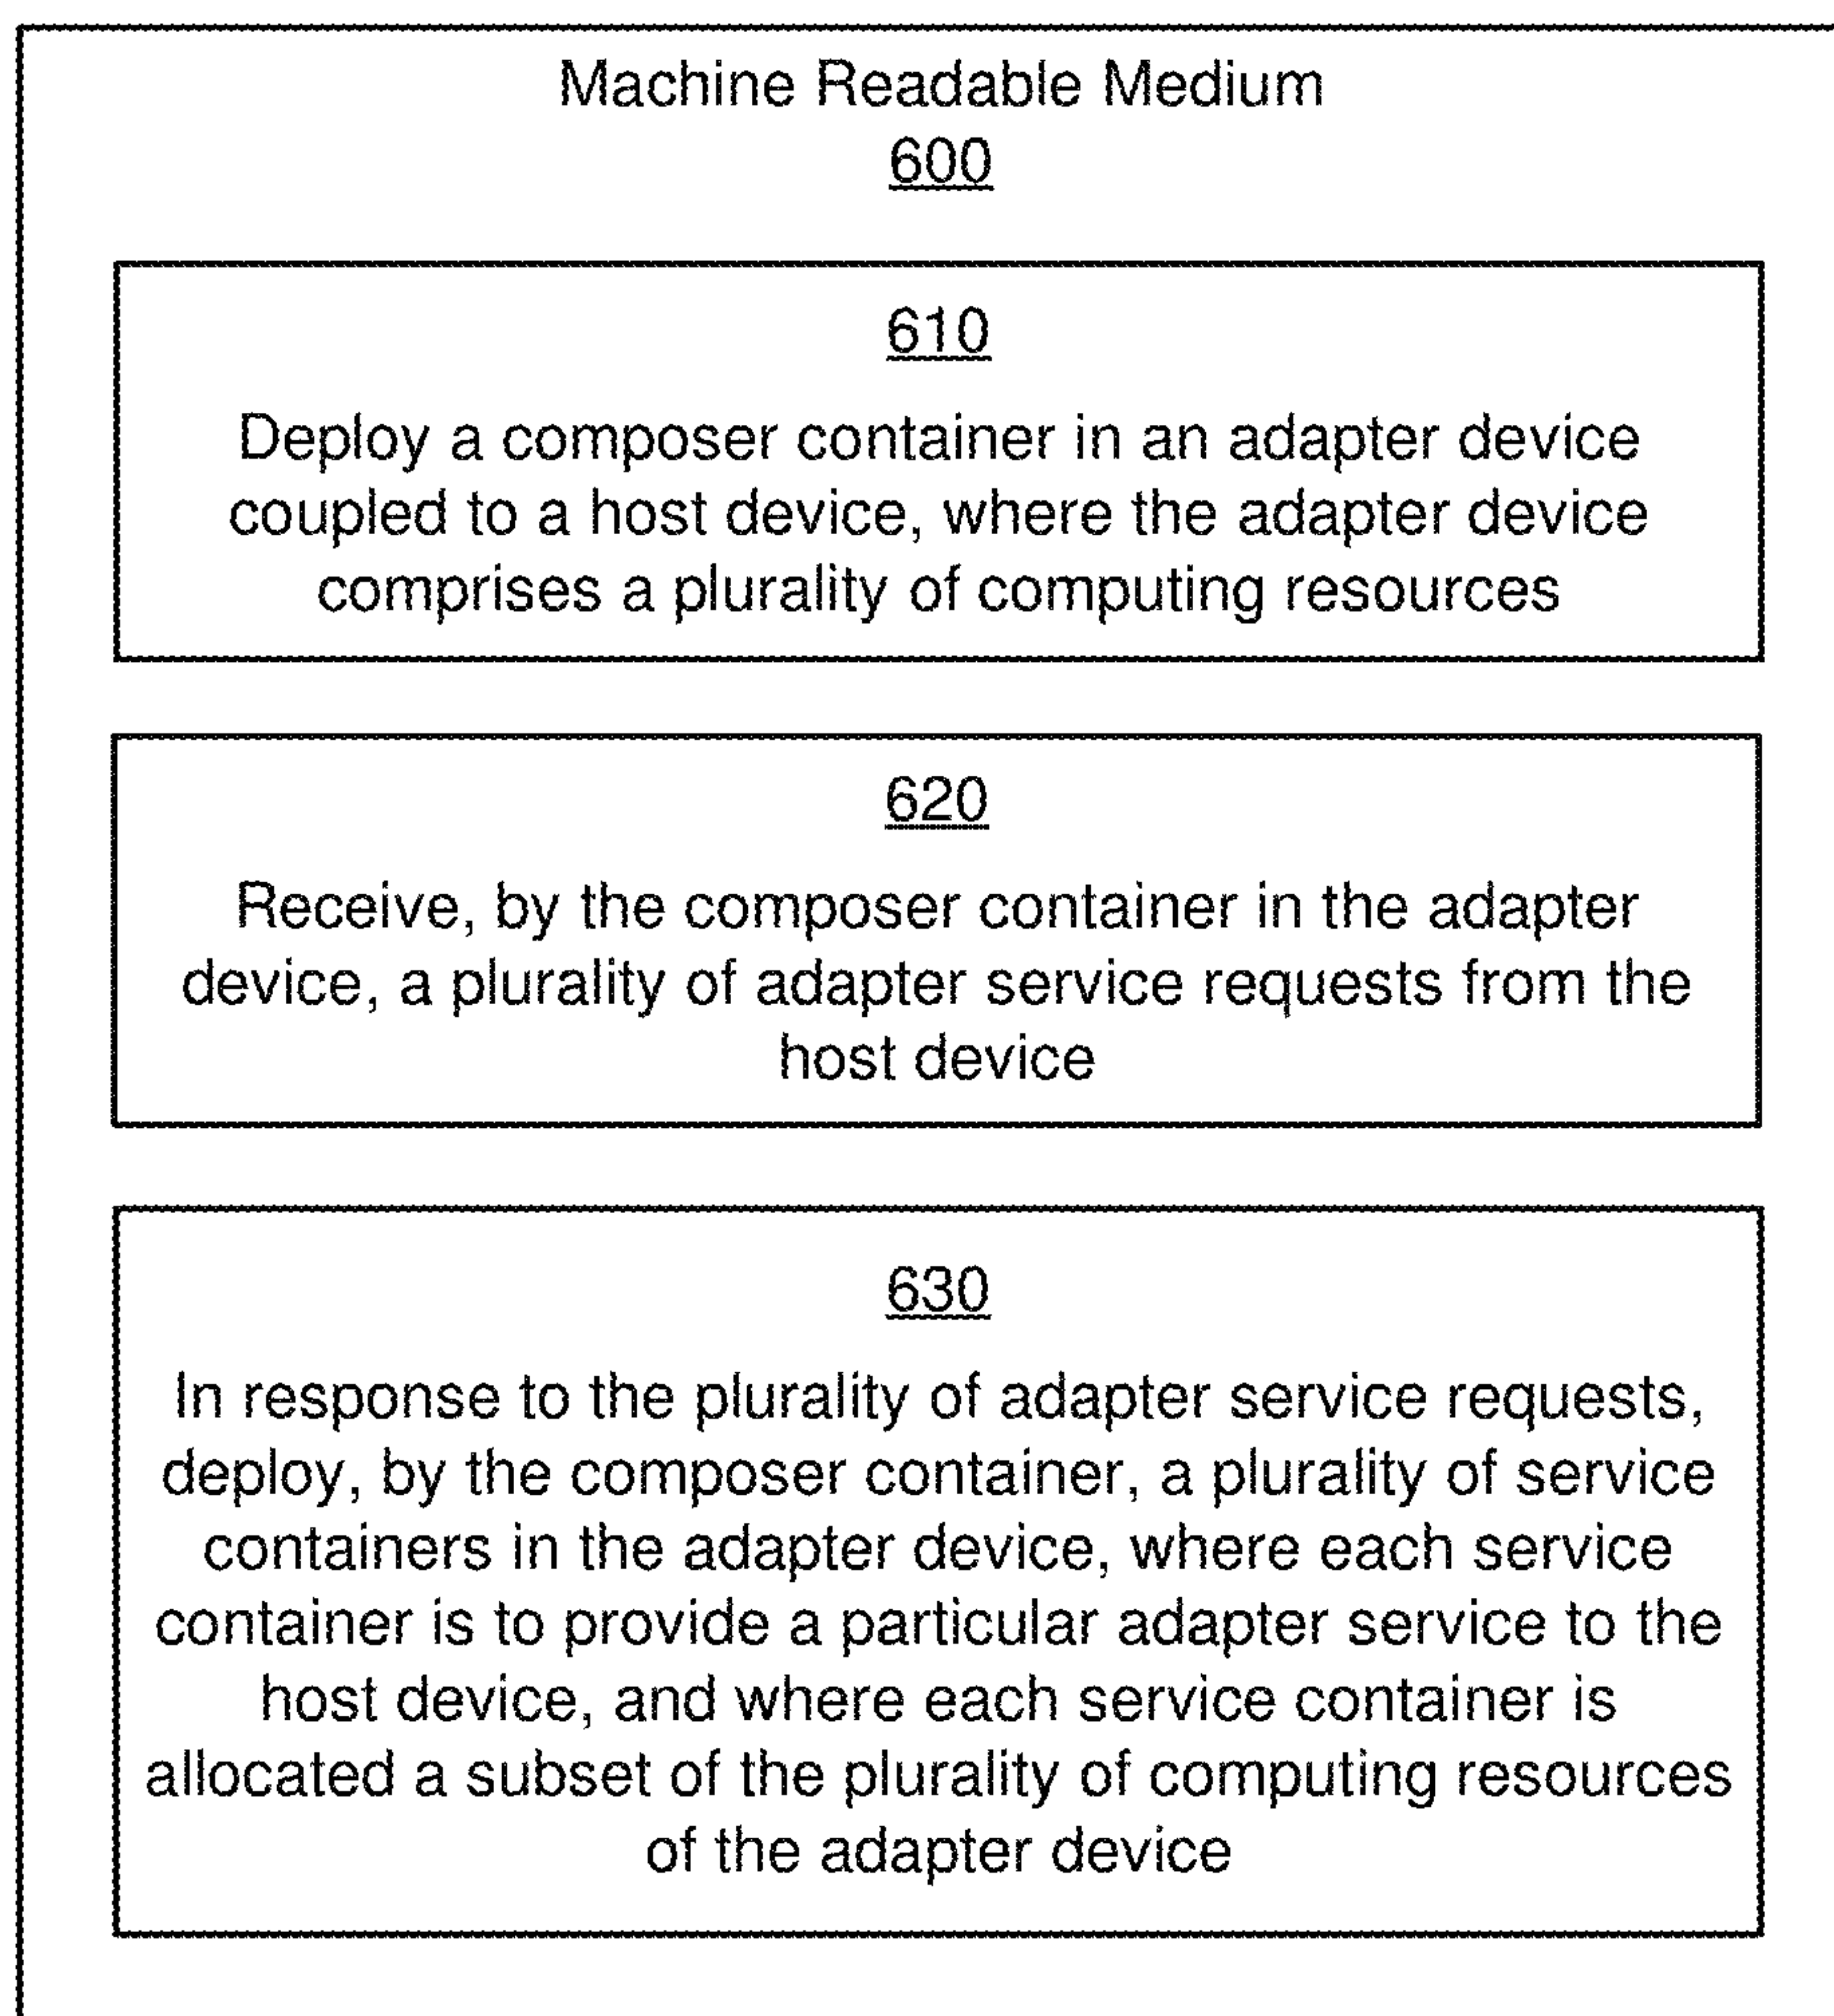 Machine Readable Medium
600
610
Deploy a composer container in an adapter device
coupled to a host device, where the adapter device
comprises a plurality of computing resources
620
Receive, by the composer container in the adapter
device, a plurality of adapter service requests from the
host device
630
In response to the plurality of adapter service requests,
deploy, by the composer container, a plurality of service
containers in the adapter device, where each service
container is to provide a particular adapter service to the
host device, and where each service container is
allocated a subset of the plurality of computing resources
of the adapter device